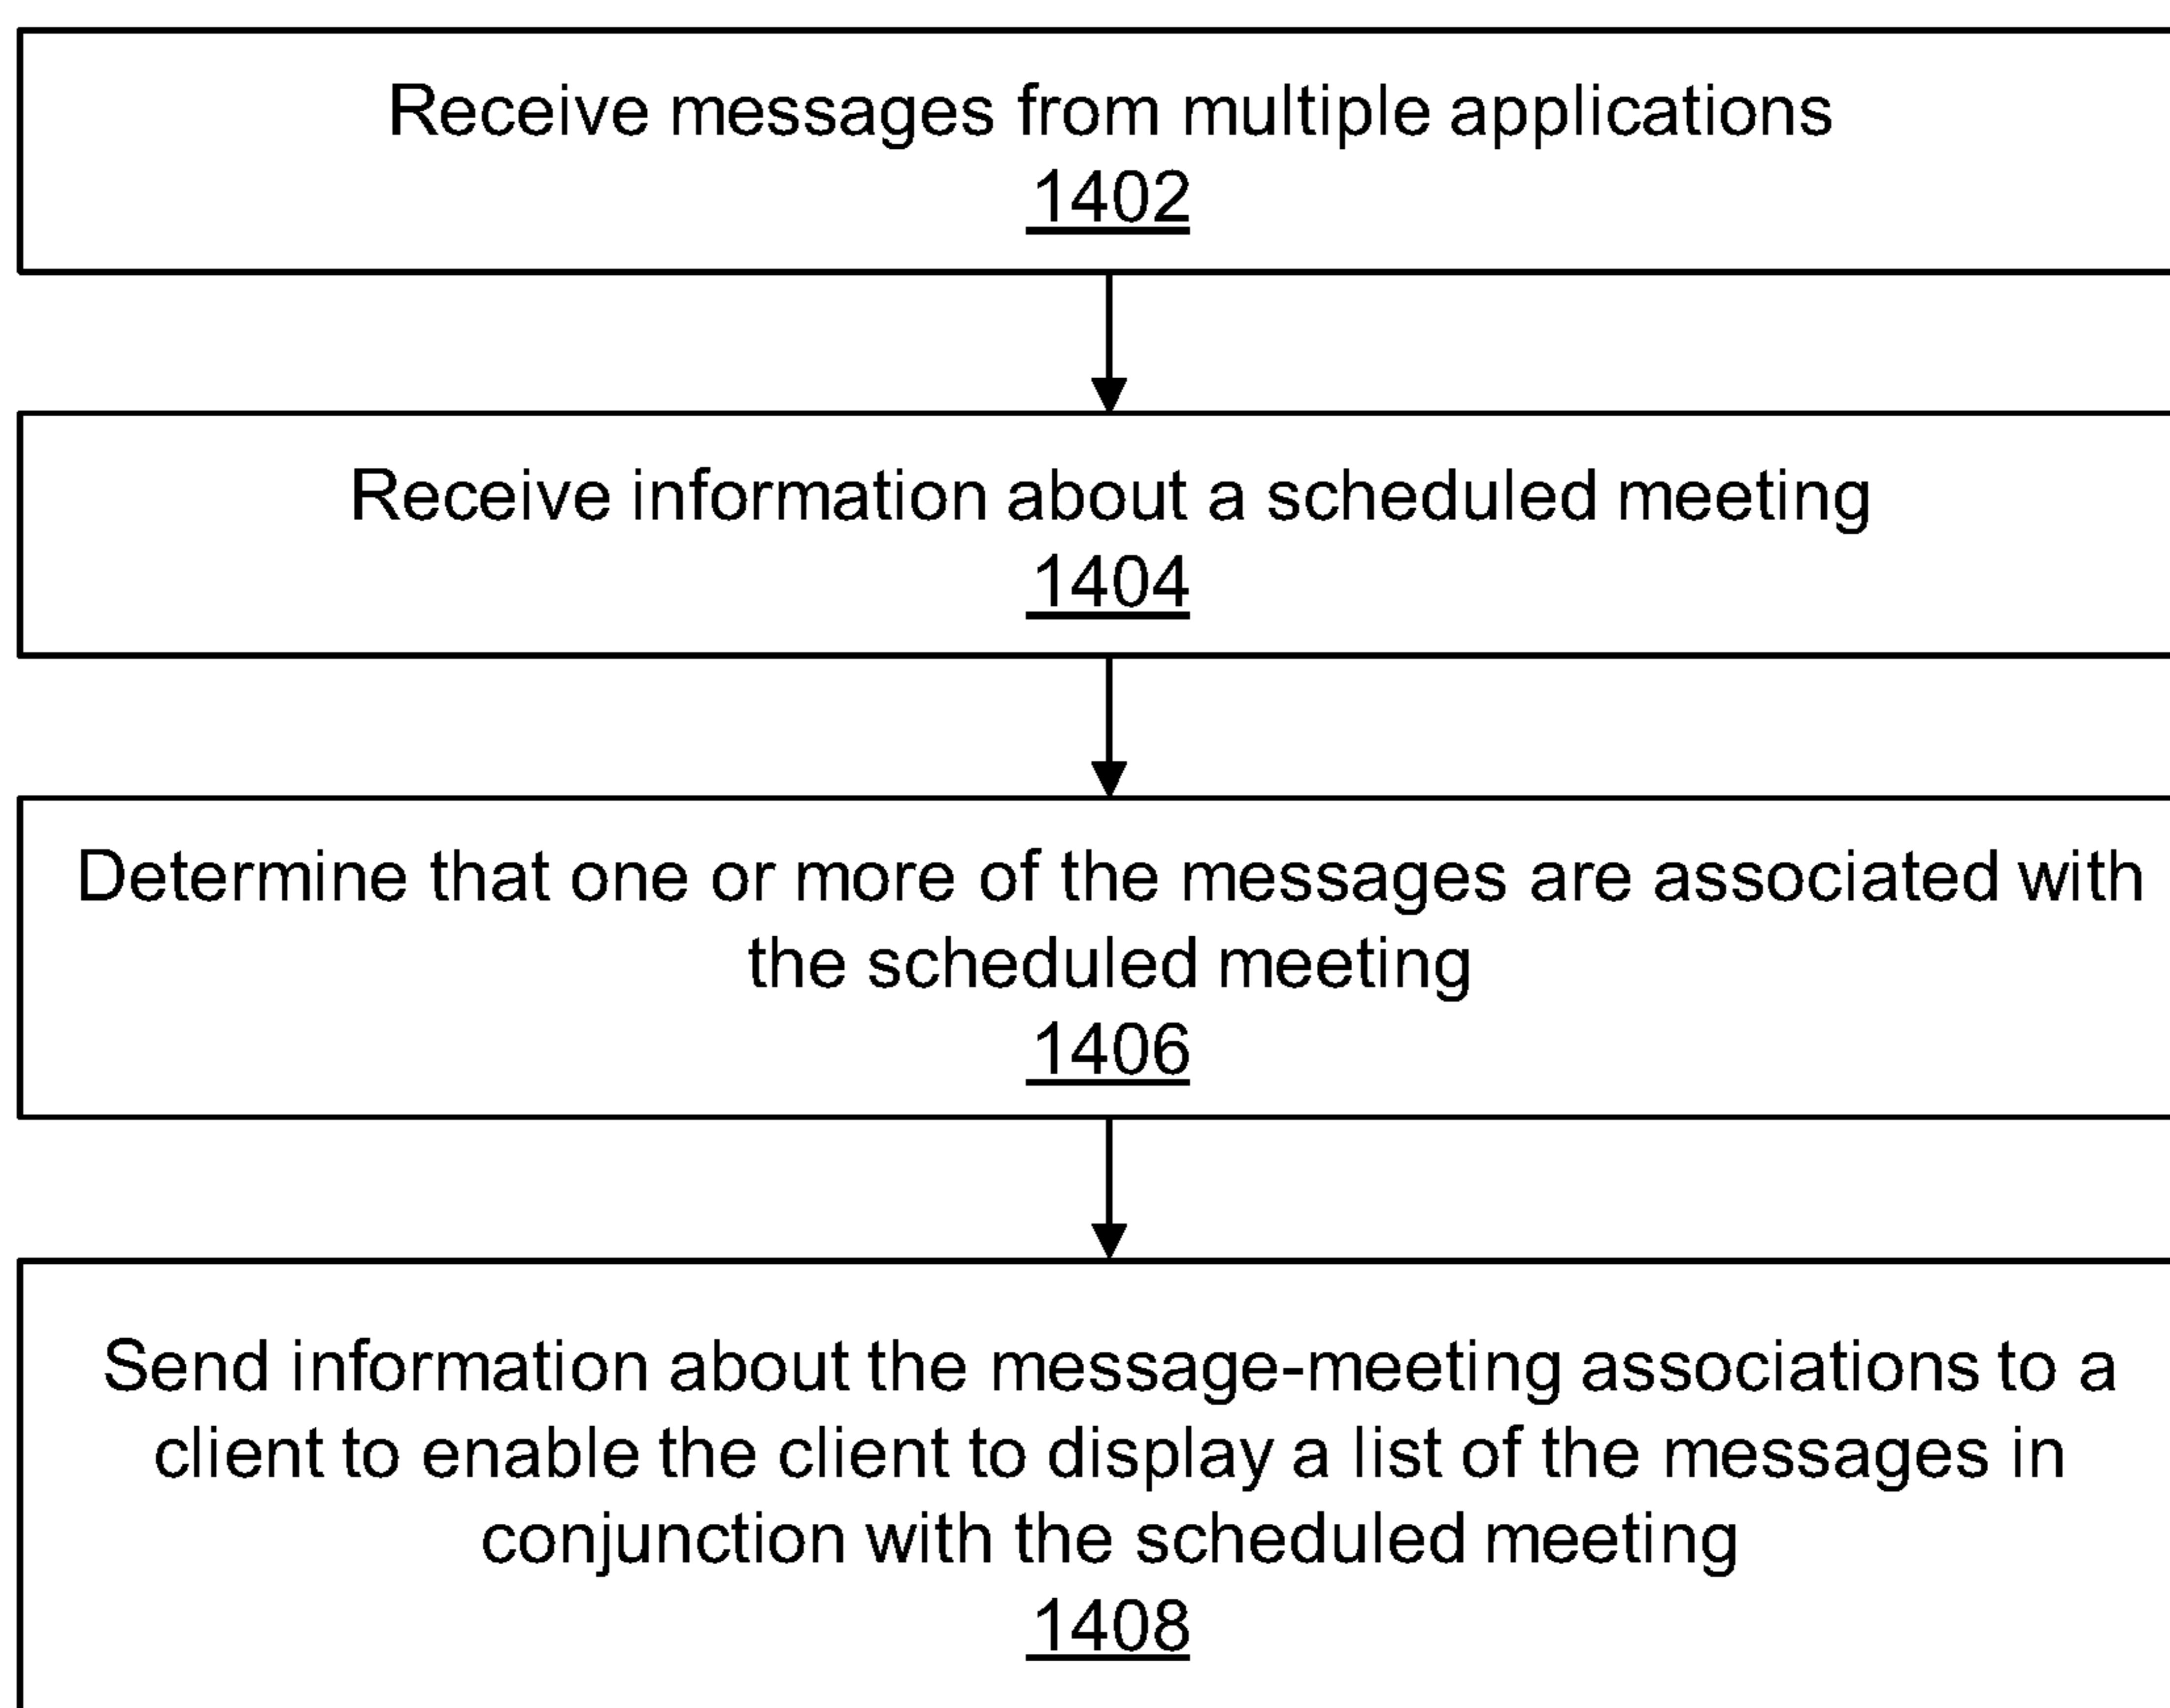 Receive messages from multiple applications
1402
Receive information about a scheduled meeting
1404
Determine that one or more of the messages are associated with
the scheduled meeting
1406
Send information about the message-meeting associations to a
client to enable the client to display a list of the messages in
conjunction with the scheduled meeting
1408